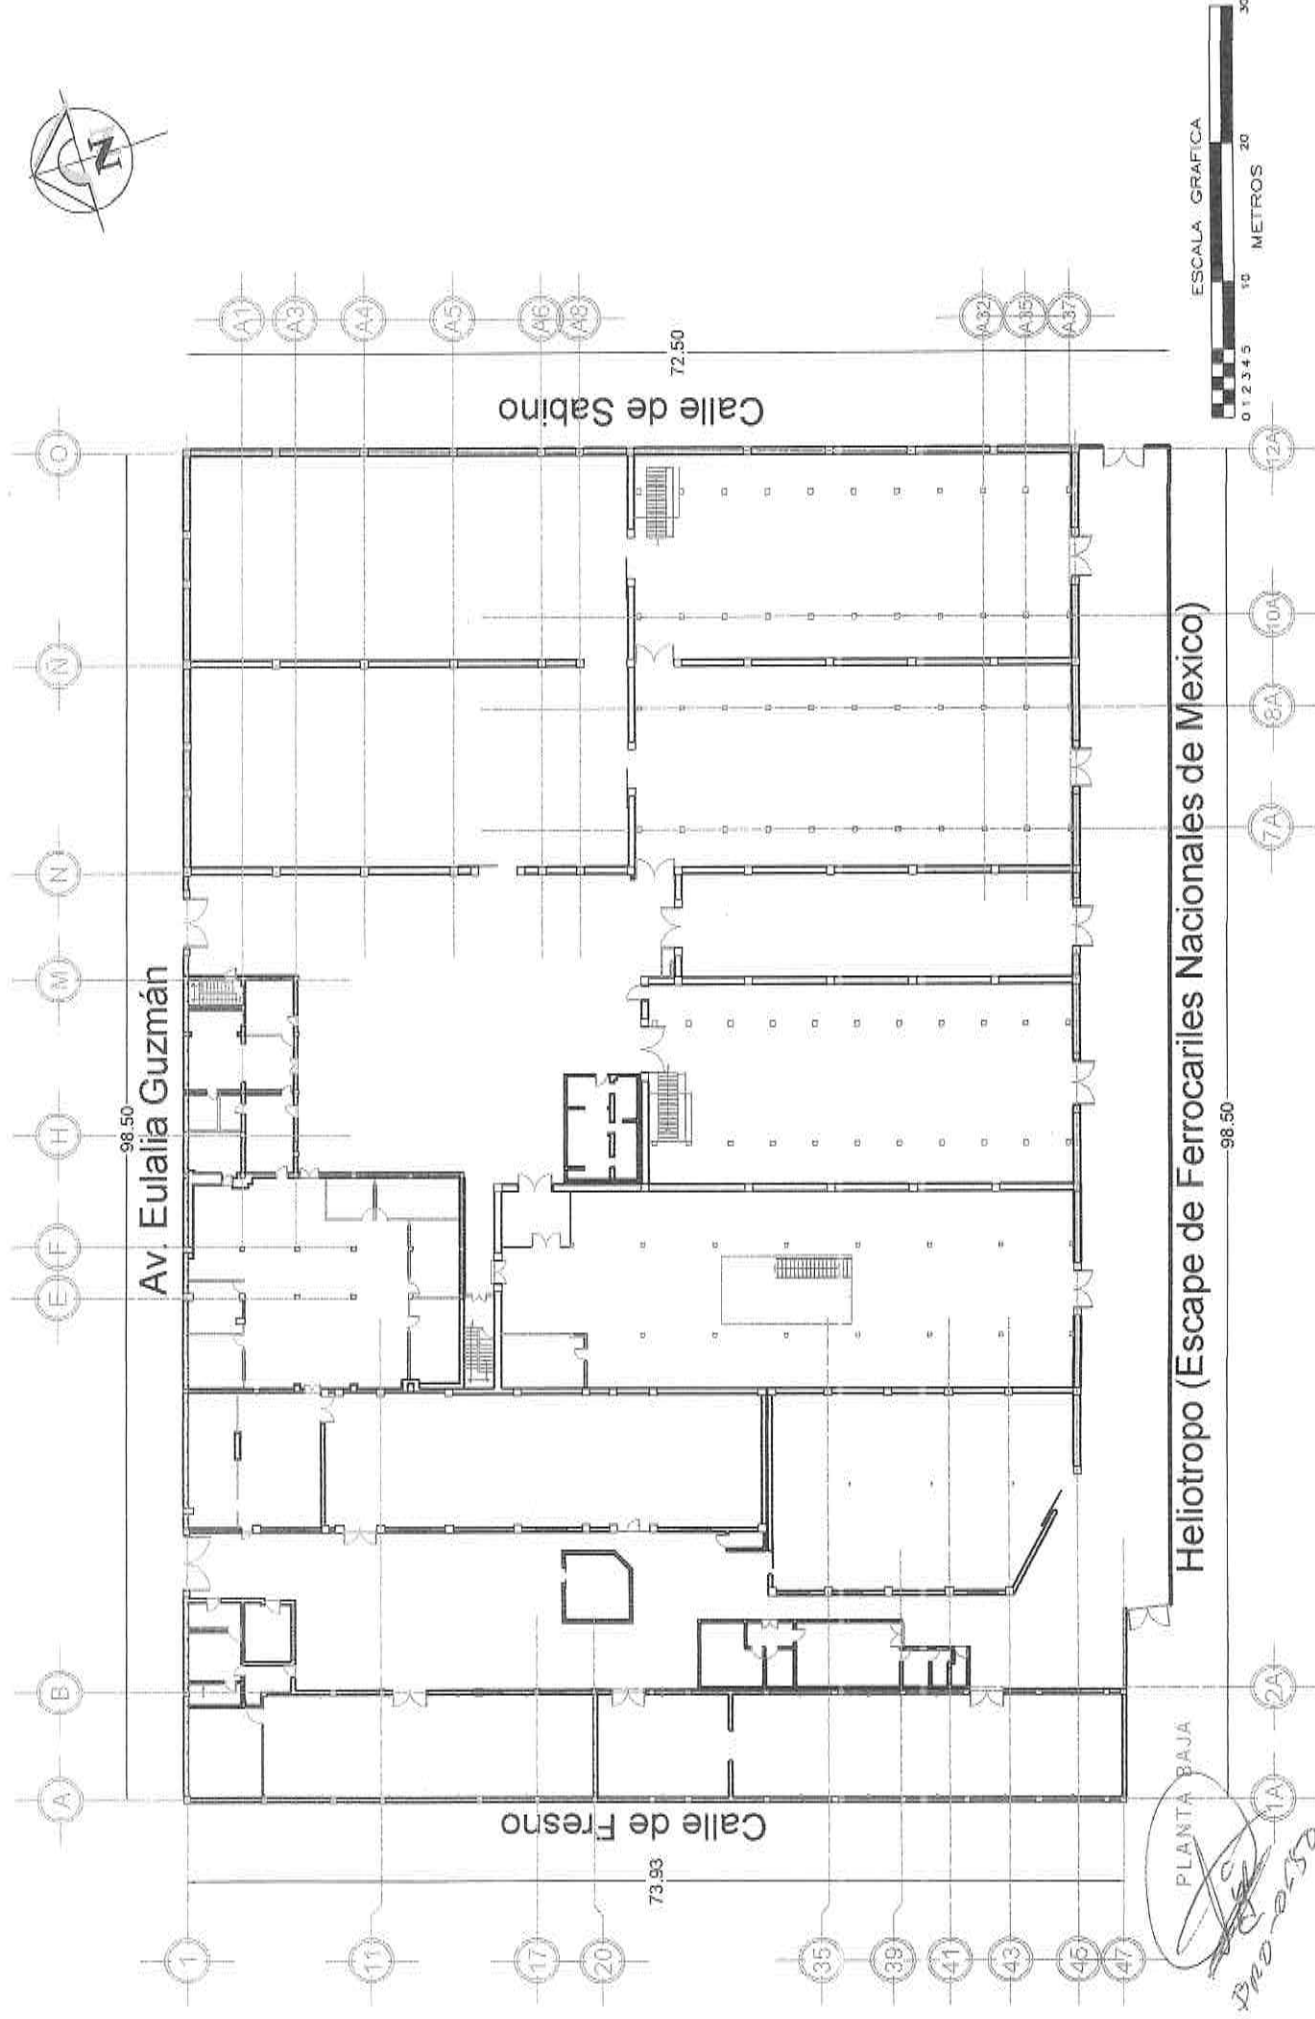 N
O
Ñ
N
M
H
F
E
B
A
98.50
Av. Eulalia Guzmán
A1
A3
A4
A5
A6
A8
A32
A35
A37
72.50
Calle de Sabino
ESCALA GRAFICA
0 1 2 3 4 5 10 20 30
METROS
Heliotropo (Escape de Ferrocariles Nacionales de Mexico)
98.50
12A
10A
8A
7A
2A
1A
Calle de Fresno
73.93
1
11
17
20
35
39
41
43
45
47
PLANTA BAJA